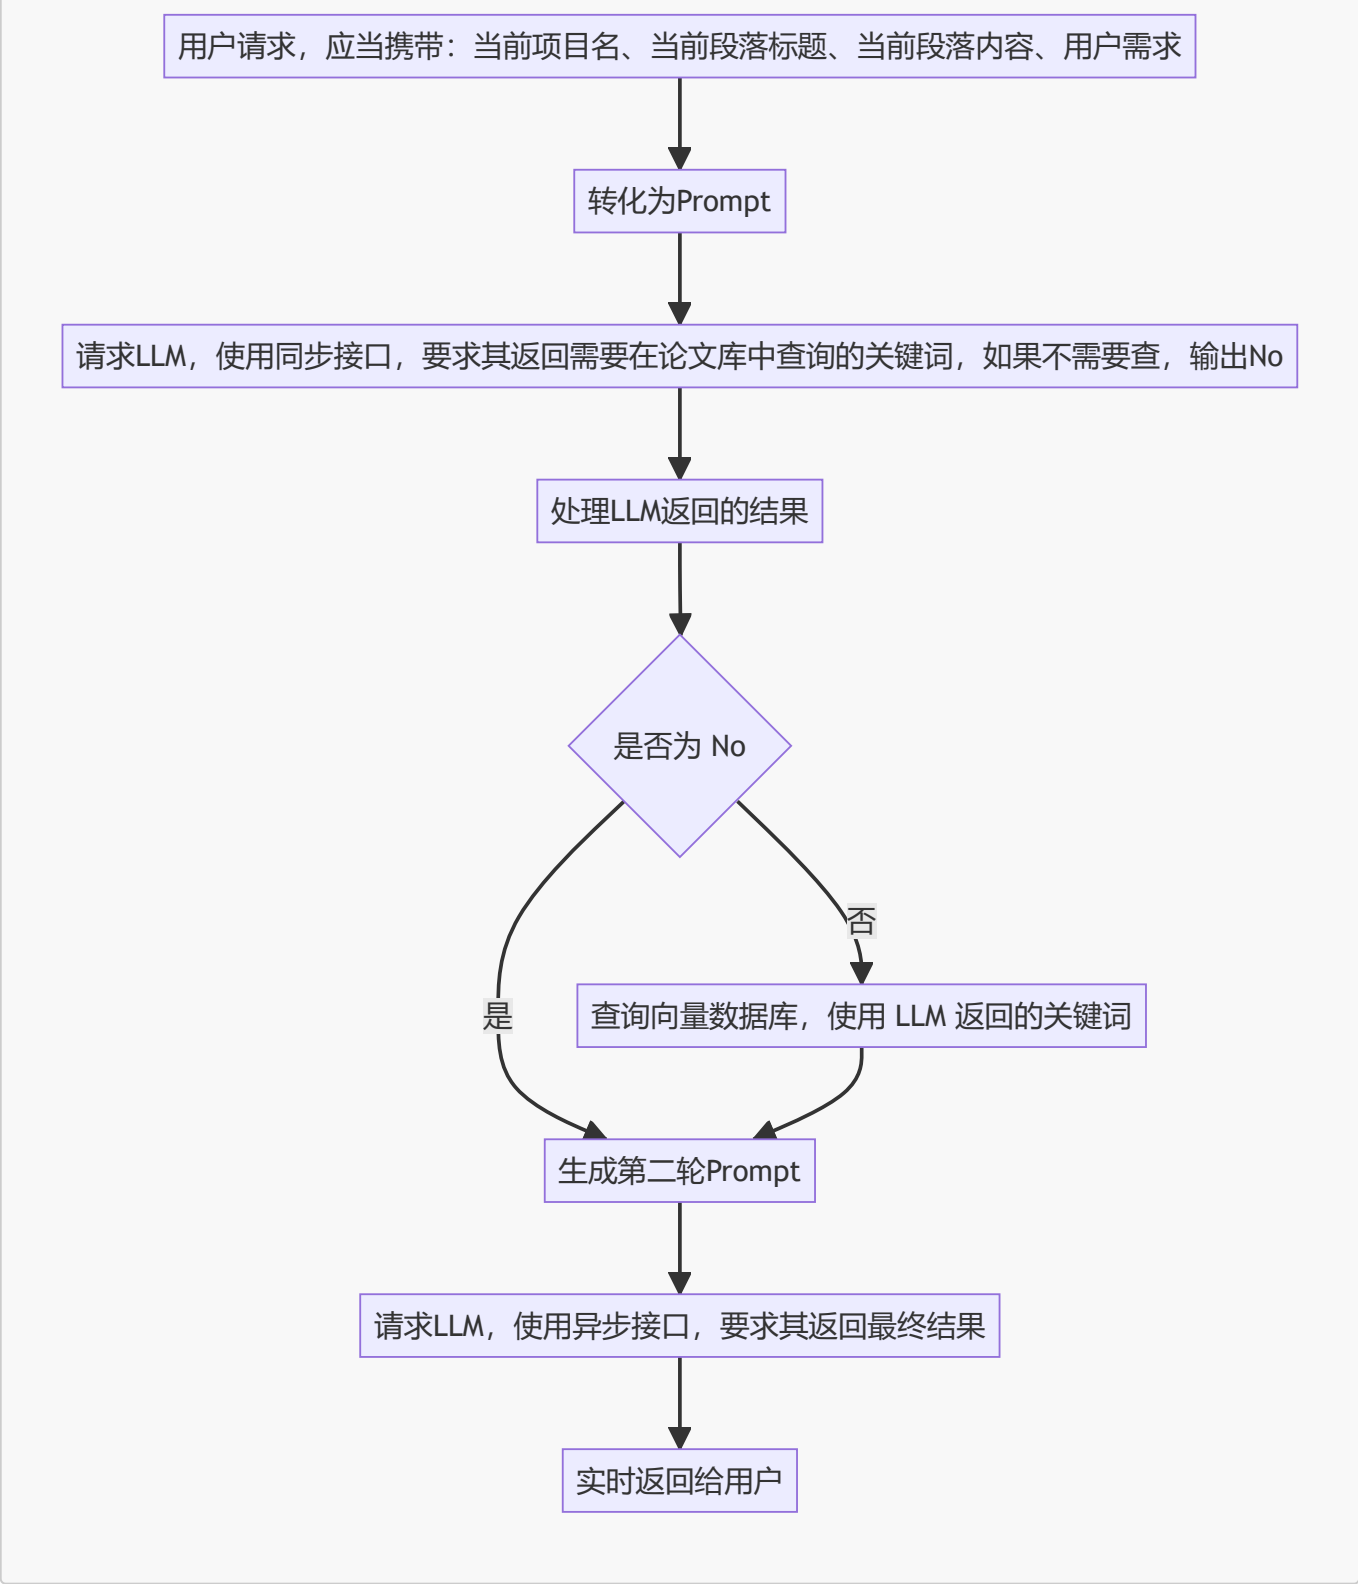 用户请求，应当携带：当前项目名、当前段落标题、当前段落内容、用户需求
转化为Prompt
请求LLM，使用同步接口，要求其返回需要在论文库中查询的关键词，如果不需要查，输出No
处理LLM返回的结果
是否为 No
否
是
查询向量数据库，使用 LLM 返回的关键词
生成第二轮Prompt
请求LLM，使用异步接口，要求其返回最终结果
实时返回给用户